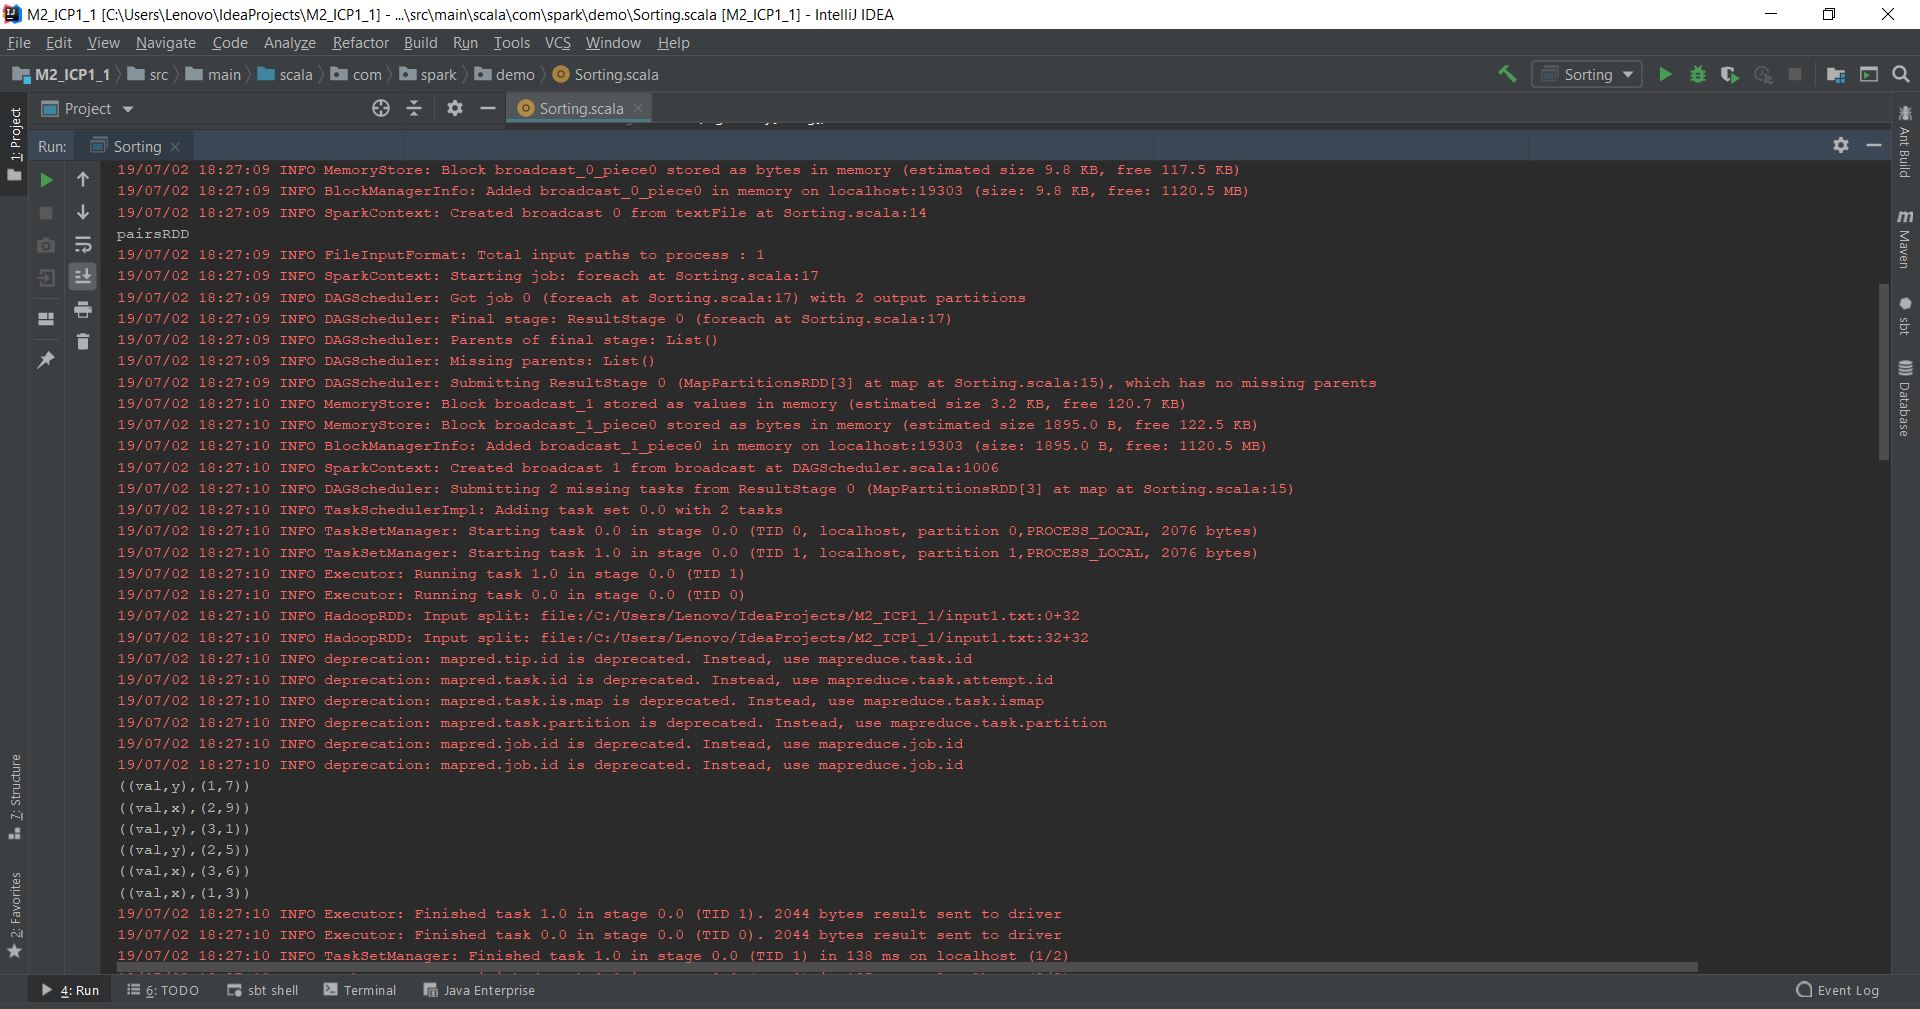 M2_ICP1_1 [C:\Users\Lenovo\IdeaProjects\M2_ICP1_1] - ...\src\main\scala\com\spark\demo\Sorting.scala [M2_ICP1_1] - IntelliJ IDEA
File Edit View Navigate Code Analyze Refactor Build Run Tools VCS Window Help
M2_ICP1_1 src main scala com spark demo Sorting.scala Sorting
Project Sorting.scala
Run: Sorting
19/07/02 18:27:09 INFO MemoryStore: Block broadcast_0_piece0 stored as bytes in memory (estimated size 9.8 KB, free 117.5 KB)
19/07/02 18:27:09 INFO BlockManagerInfo: Added broadcast_0_piece0 in memory on localhost:19303 (size: 9.8 KB, free: 1120.5 MB)
19/07/02 18:27:09 INFO SparkContext: Created broadcast 0 from textFile at Sorting.scala:14
pairsRDD
19/07/02 18:27:09 INFO FileInputFormat: Total input paths to process : 1
19/07/02 18:27:09 INFO SparkContext: Starting job: foreach at Sorting.scala:17
19/07/02 18:27:09 INFO DAGScheduler: Got job 0 (foreach at Sorting.scala:17) with 2 output partitions
19/07/02 18:27:09 INFO DAGScheduler: Final stage: ResultStage 0 (foreach at Sorting.scala:17)
19/07/02 18:27:09 INFO DAGScheduler: Parents of final stage: List()
19/07/02 18:27:09 INFO DAGScheduler: Missing parents: List()
19/07/02 18:27:09 INFO DAGScheduler: Submitting ResultStage 0 (MapPartitionsRDD[3] at map at Sorting.scala:15), which has no missing parents
19/07/02 18:27:10 INFO MemoryStore: Block broadcast_1 stored as values in memory (estimated size 3.2 KB, free 120.7 KB)
19/07/02 18:27:10 INFO MemoryStore: Block broadcast_1_piece0 stored as bytes in memory (estimated size 1895.0 B, free 122.5 KB)
19/07/02 18:27:10 INFO BlockManagerInfo: Added broadcast_1_piece0 in memory on localhost:19303 (size: 1895.0 B, free: 1120.5 MB)
19/07/02 18:27:10 INFO SparkContext: Created broadcast 1 from broadcast at DAGScheduler.scala:1006
19/07/02 18:27:10 INFO DAGScheduler: Submitting 2 missing tasks from ResultStage 0 (MapPartitionsRDD[3] at map at Sorting.scala:15)
19/07/02 18:27:10 INFO TaskSchedulerImpl: Adding task set 0.0 with 2 tasks
19/07/02 18:27:10 INFO TaskSetManager: Starting task 0.0 in stage 0.0 (TID 0, localhost, partition 0,PROCESS_LOCAL, 2076 bytes)
19/07/02 18:27:10 INFO TaskSetManager: Starting task 1.0 in stage 0.0 (TID 1, localhost, partition 1,PROCESS_LOCAL, 2076 bytes)
19/07/02 18:27:10 INFO Executor: Running task 1.0 in stage 0.0 (TID 1)
19/07/02 18:27:10 INFO Executor: Running task 0.0 in stage 0.0 (TID 0)
19/07/02 18:27:10 INFO HadoopRDD: Input split: file:/C:/Users/Lenovo/IdeaProjects/M2_ICP1_1/input1.txt:0+32
19/07/02 18:27:10 INFO HadoopRDD: Input split: file:/C:/Users/Lenovo/IdeaProjects/M2_ICP1_1/input1.txt:32+32
19/07/02 18:27:10 INFO deprecation: mapred.tip.id is deprecated. Instead, use mapreduce.task.id
19/07/02 18:27:10 INFO deprecation: mapred.task.id is deprecated. Instead, use mapreduce.task.attempt.id
19/07/02 18:27:10 INFO deprecation: mapred.task.is.map is deprecated. Instead, use mapreduce.task.ismap
19/07/02 18:27:10 INFO deprecation: mapred.task.partition is deprecated. Instead, use mapreduce.task.partition
19/07/02 18:27:10 INFO deprecation: mapred.job.id is deprecated. Instead, use mapreduce.job.id
19/07/02 18:27:10 INFO deprecation: mapred.job.id is deprecated. Instead, use mapreduce.job.id
((val,y),(1,7))
((val,x),(2,9))
((val,y),(3,1))
((val,y),(2,5))
((val,x),(3,6))
((val,x),(1,3))
19/07/02 18:27:10 INFO Executor: Finished task 1.0 in stage 0.0 (TID 1). 2044 bytes result sent to driver
19/07/02 18:27:10 INFO Executor: Finished task 0.0 in stage 0.0 (TID 0). 2044 bytes result sent to driver
19/07/02 18:27:10 INFO TaskSetManager: Finished task 1.0 in stage 0.0 (TID 1) in 138 ms on localhost (1/2)
1: Project
7: Structure
2: Favorites
Ant Build
Maven
sbt
Database
4: Run 6: TODO sbt shell Terminal Java Enterprise Event Log